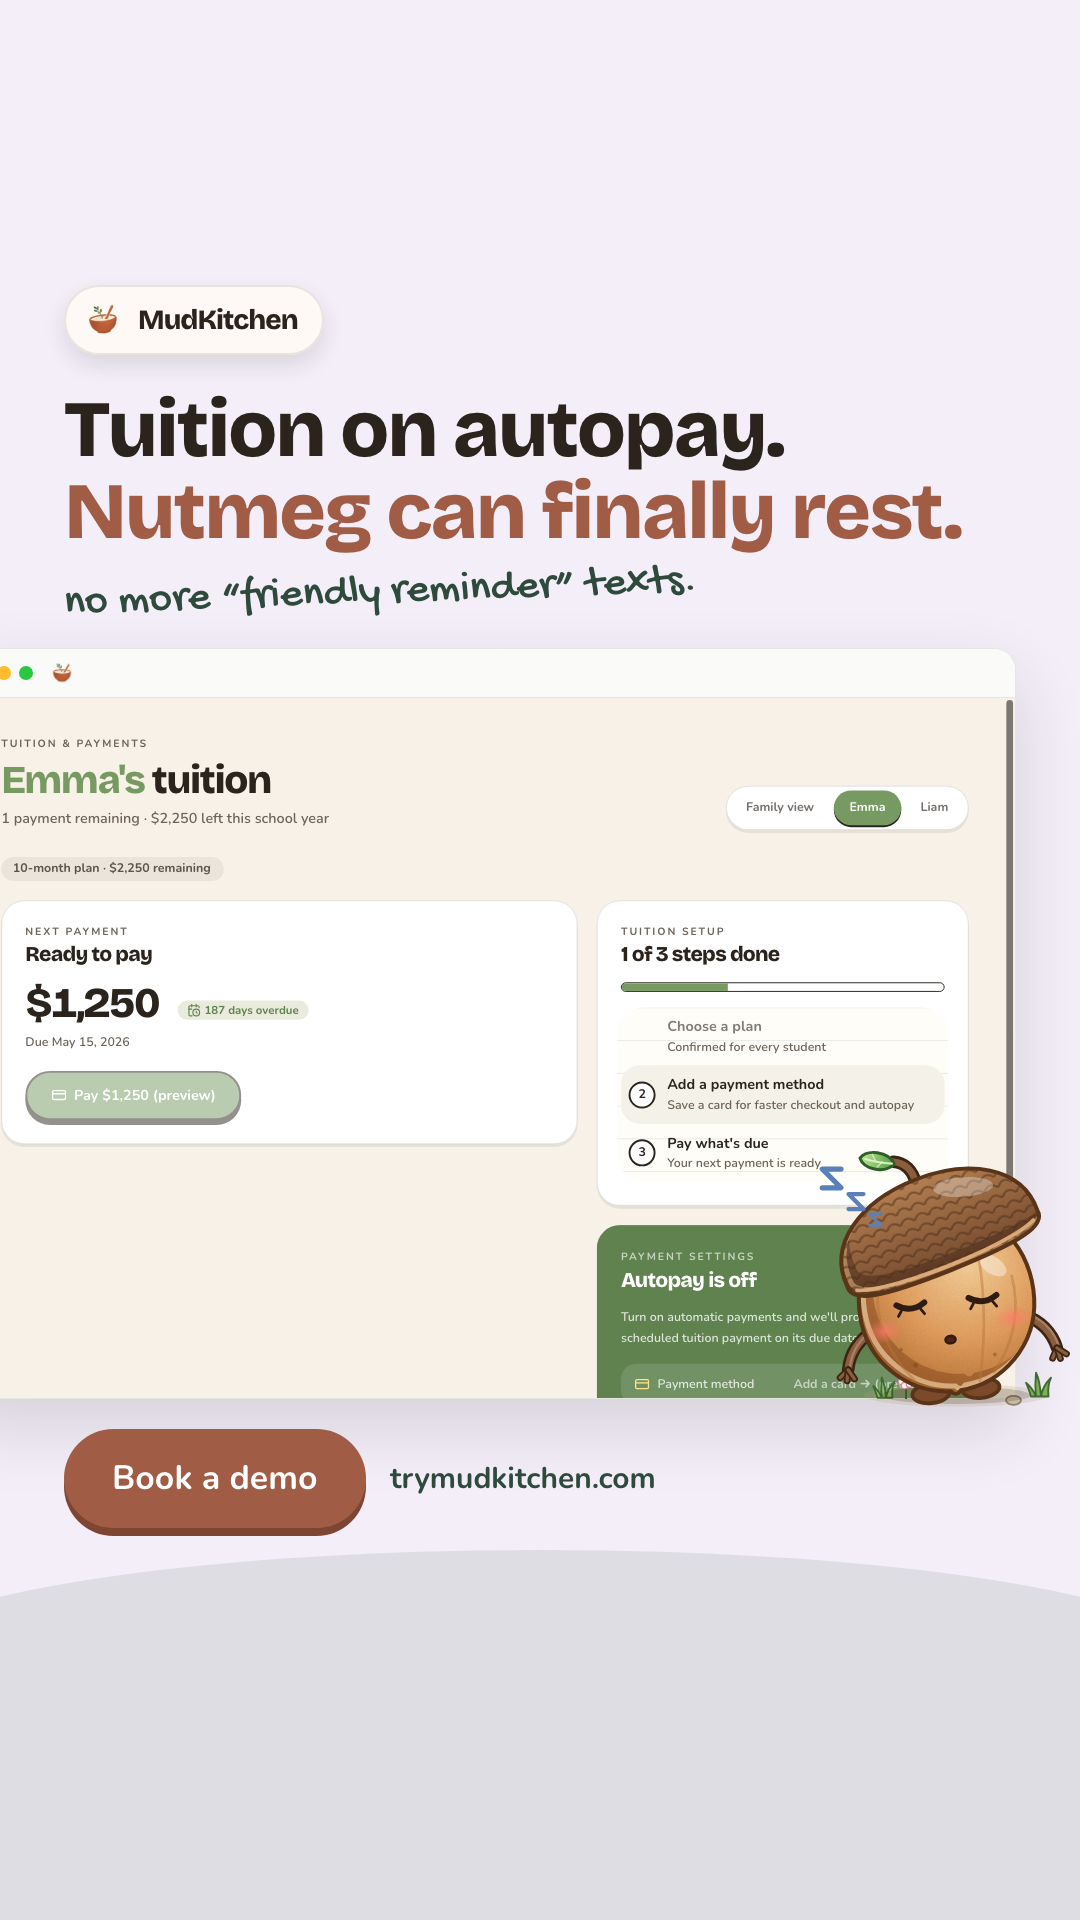 MudKitchen
Tuition on autopay.
Nutmeg can finally rest.
no more “friendly reminder” texts.
TUITION & PAYMENTS
Emma's tuition
1 payment remaining · $2,250 left this school year
Family view
Emma
Liam
10-month plan · $2,250 remaining
NEXT PAYMENT
Ready to pay
$1,250
187 days overdue
Due May 15, 2026
Pay $1,250 (preview)
TUITION SETUP
1 of 3 steps done
Choose a plan
Confirmed for every student
2
Add a payment method
Save a card for faster checkout and autopay
3
Pay what's due
Your next payment is ready
Z
Z
Z
PAYMENT SETTINGS
Autopay is off
Turn on automatic payments and we'll
scheduled tuition payment on its due
Payment method
Add a card →
Book a demo
trymudkitchen.com